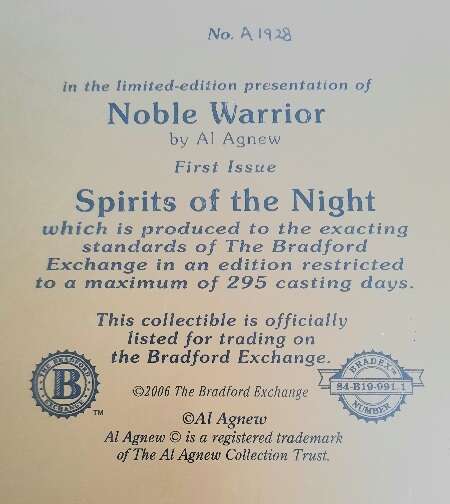 No. A1928
in the limited-edition presentation of
Noble Warrior
by Al Agnew
First Issue
Spirits of the Night
which is produced to the exacting
standards of The Bradford
Exchange in an edition restricted
to a maximum of 295 casting days.
This collectible is officially
listed for trading on
the Bradford Exchange.
THE BRADFORD
B
EXCHANGE
TM
BRADEX™
84-B19-091.1
NUMBER
©2006 The Bradford Exchange
©Al Agnew
Al Agnew © is a registered trademark
of The Al Agnew Collection Trust.